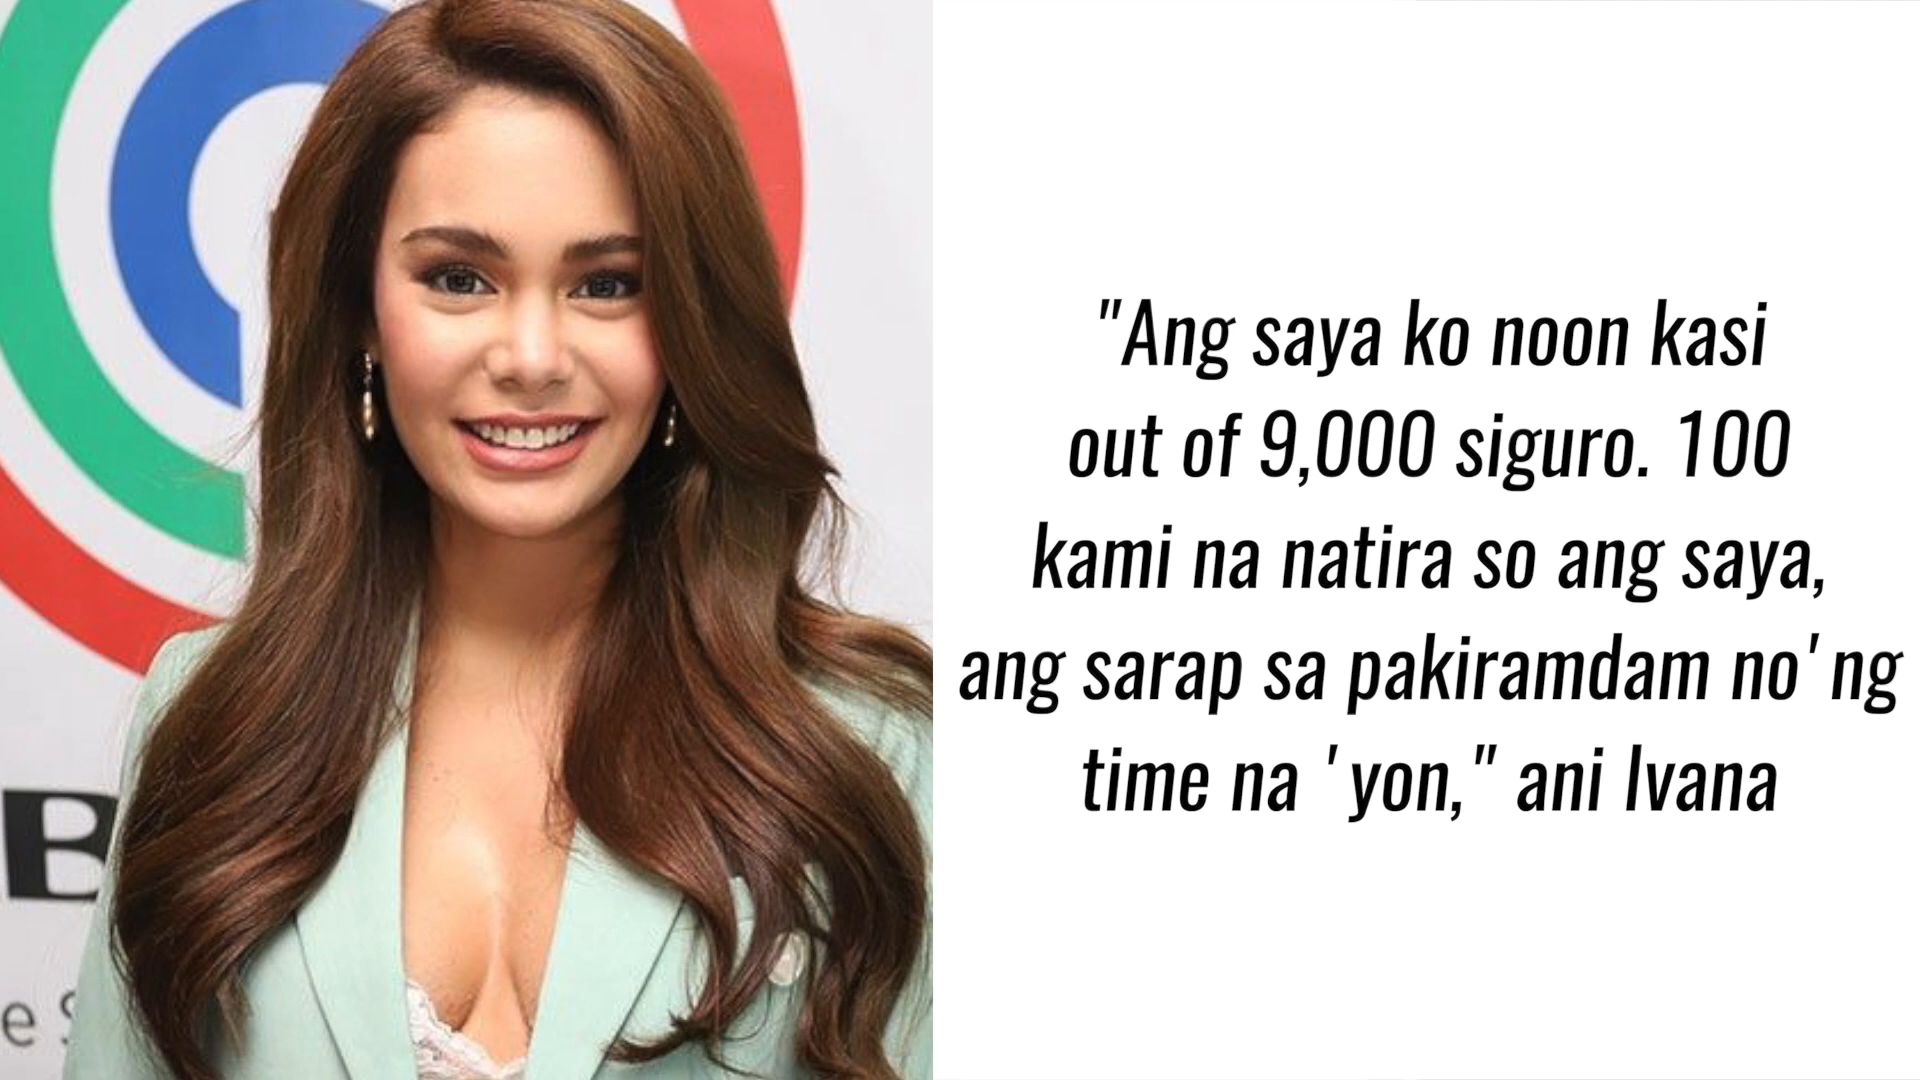 "Ang saya ko noon kasi
out of 9,000 siguro. 100
kami na natira so ang saya,
ang sarap sa pakiramdam no'ng
time na 'yon," ani Ivana
B
e S